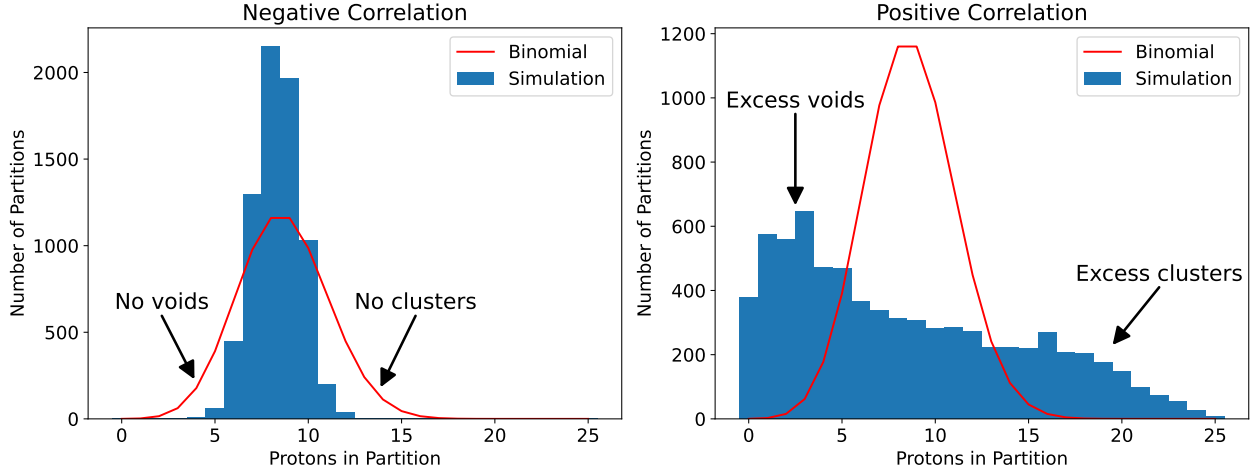 Negative Correlation
Number of Partitions
2000
1500
1000
500
0
Binomial
Simulation
No voids
No clusters
0 5 10 15 20 25
Protons in Partition
Positive Correlation
Number of Partitions
1200
1000
800
600
400
200
0
Binomial
Simulation
Excess voids
Excess clusters
0 5 10 15 20 25
Protons in Partition